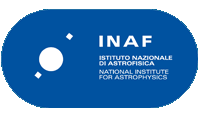 INAF
ISTITUTO NAZIONALE
DI ASTROFISICA
NATIONAL INSTITUTE
FOR ASTROPHYSICS